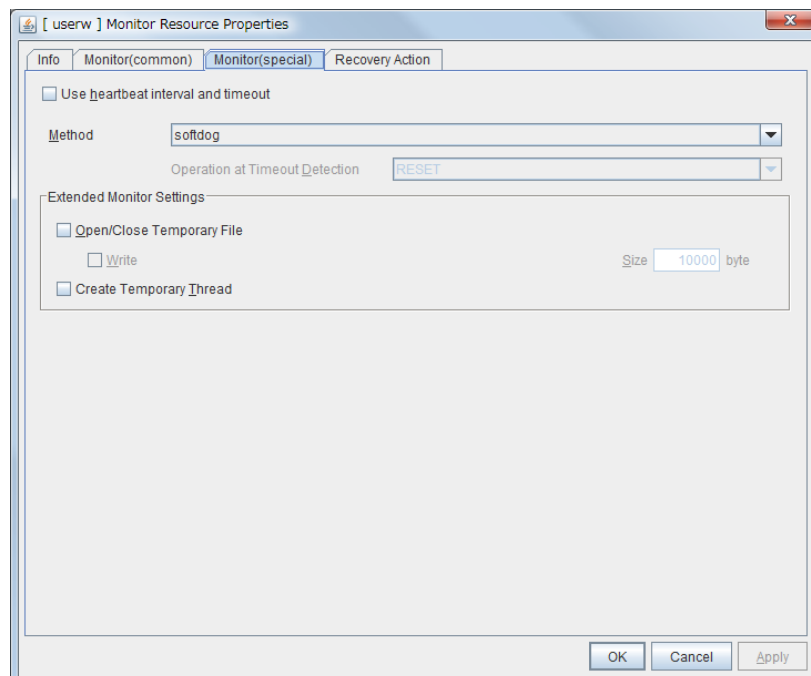 [ userw ] Monitor Resource Properties
x
Info Monitor(common) Monitor(special) Recovery Action
Use heartbeat interval and timeout
Method softdog
Operation at Timeout Detection RESET
Extended Monitor Settings
Open/Close Temporary File
Write Size 10000 byte
Create Temporary Thread
OK Cancel Apply